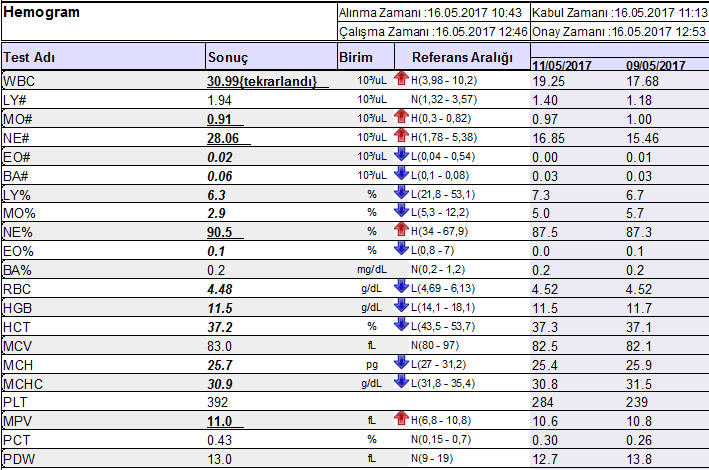 Hemogram
Alınma Zamanı :16.05.2017 10:43 Kabul Zamanı :16.05.2017 11:13
Çalışma Zamanı :16.05.2017 12:46 Onay Zamanı :16.05.2017 12:53
Test Adı Sonuç Birim Referans Aralığı 11/05/2017 09/05/2017
WBC 30.99{tekrarlandı} 10³/uL H(3,98 - 10,2) 19.25 17.68
LY# 1.94 10³/uL N(1,32 - 3,57) 1.40 1.18
MO# 0.91 10³/uL H(0,3 - 0,82) 0.97 1.00
NE# 28.06 10³/uL H(1,78 - 5,38) 16.85 15.46
EO# 0.02 10³/uL L(0,04 - 0,54) 0.00 0.01
BA# 0.06 10³/uL L(0,1 - 0,08) 0.03 0.03
LY% 6.3 % L(21,8 - 53,1) 7.3 6.7
MO% 2.9 % L(5,3 - 12,2) 5.0 5.7
NE% 90.5 % H(34 - 67,9) 87.5 87.3
EO% 0.1 % L(0,8 - 7) 0.0 0.1
BA% 0.2 mg/dL N(0,2 - 1,2) 0.2 0.2
RBC 4.48 g/dL L(4,69 - 6,13) 4.52 4.52
HGB 11.5 g/dL L(14,1 - 18,1) 11.5 11.7
HCT 37.2 % L(43,5 - 53,7) 37.3 37.1
MCV 83.0 fL N(80 - 97) 82.5 82.1
MCH 25.7 pg L(27 - 31,2) 25.4 25.9
MCHC 30.9 g/dL L(31,8 - 35,4) 30.8 31.5
PLT 392 284 239
MPV 11.0 fL H(6,8 - 10,8) 10.6 10.8
PCT 0.43 % N(0,15 - 0,7) 0.30 0.26
PDW 13.0 fL N(9 - 19) 12.7 13.8